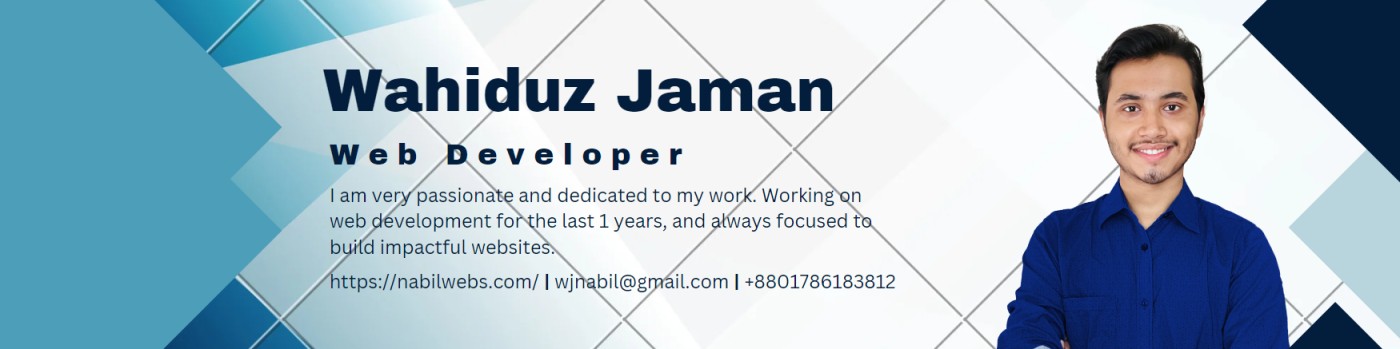 Wahiduz Jaman
Web Developer
I am very passionate and dedicated to my work. Working on
web development for the last 1 years, and always focused to
build impactful websites.
https://nabilwebs.com/ | wjnabil@gmail.com | +8801786183812